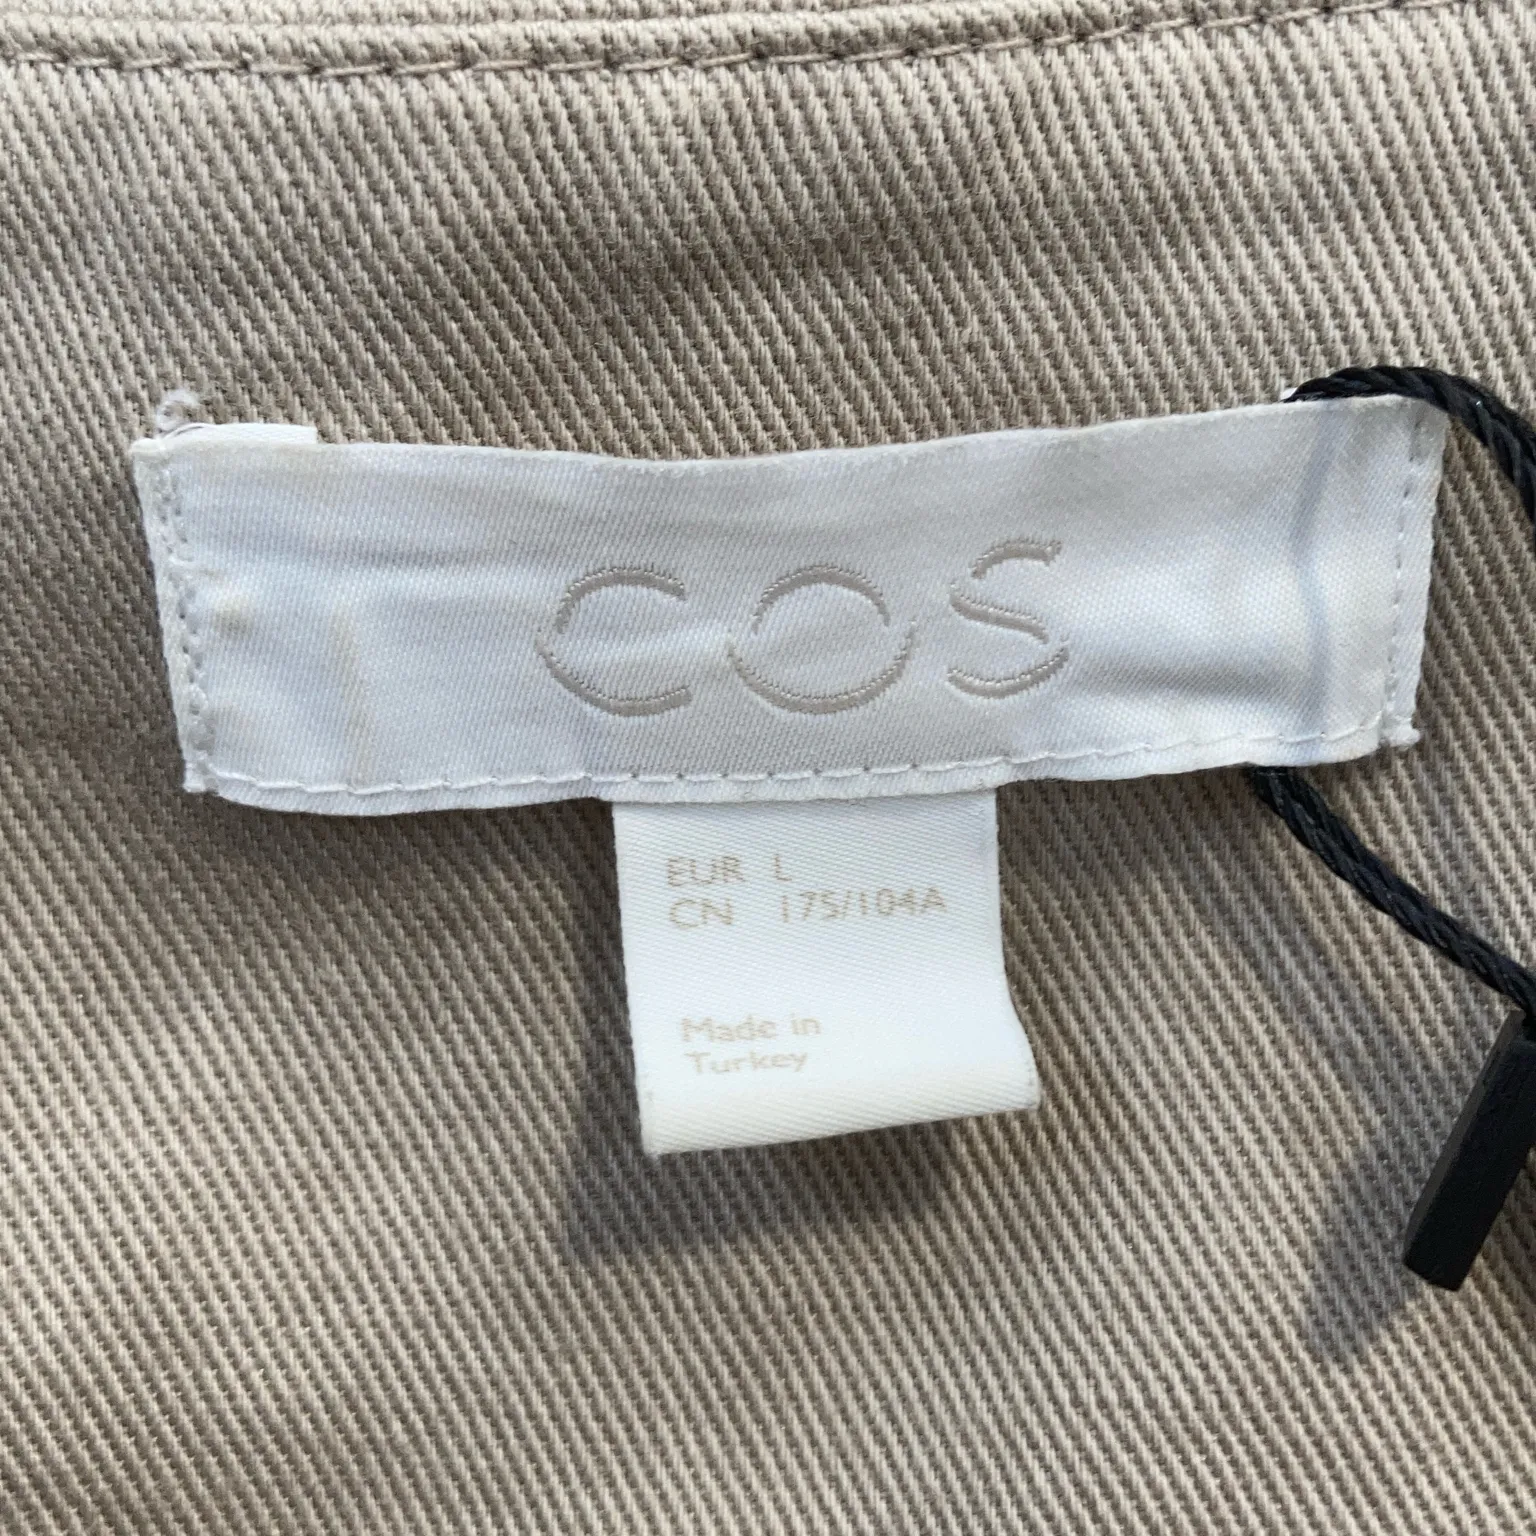 COS
EUR L
CN 175/104A
Made in
Turkey